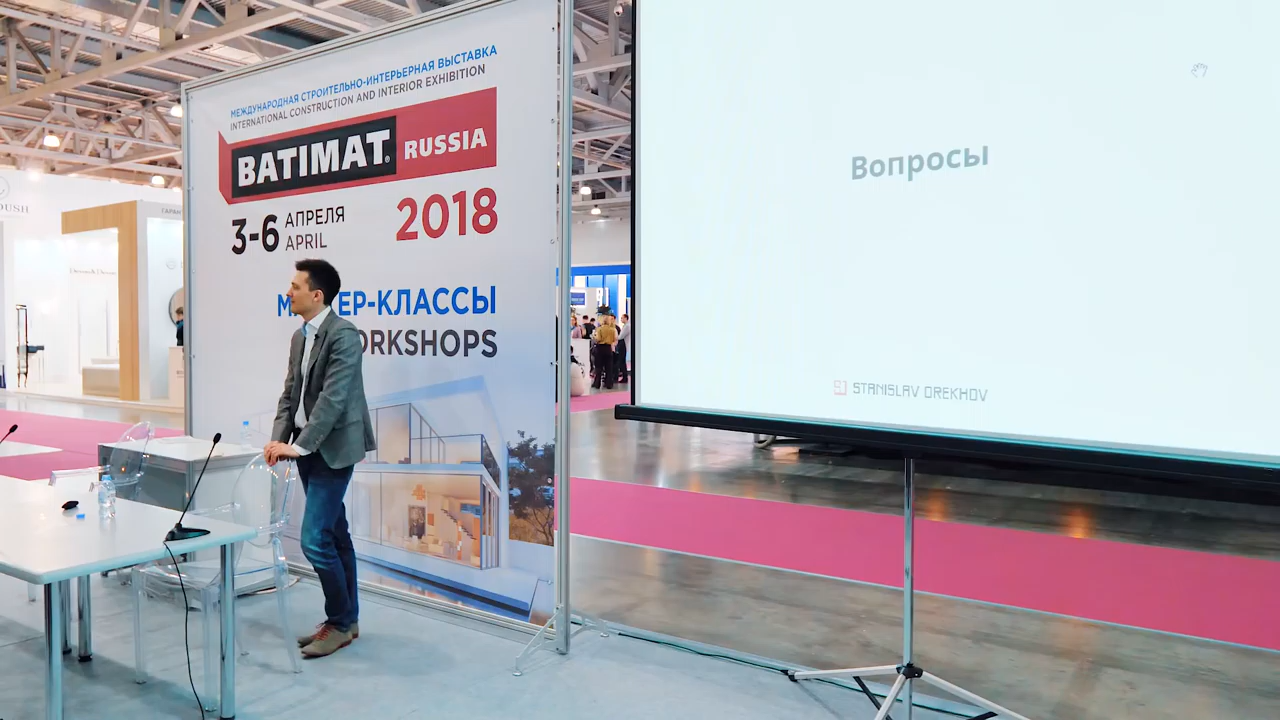 МЕЖДУНАРОДНАЯ СТРОИТЕЛЬНО-ИНТЕРЬЕРНАЯ ВЫСТАВКА
INTERNATIONAL CONSTRUCTION AND INTERIOR EXHIBITION
BATIMAT® RUSSIA
3-6 АПРЕЛЯ
APRIL
2018
М ЕР-КЛАССЫ
ORKSHOPS
Вопросы
STANISLAV OREKHOV